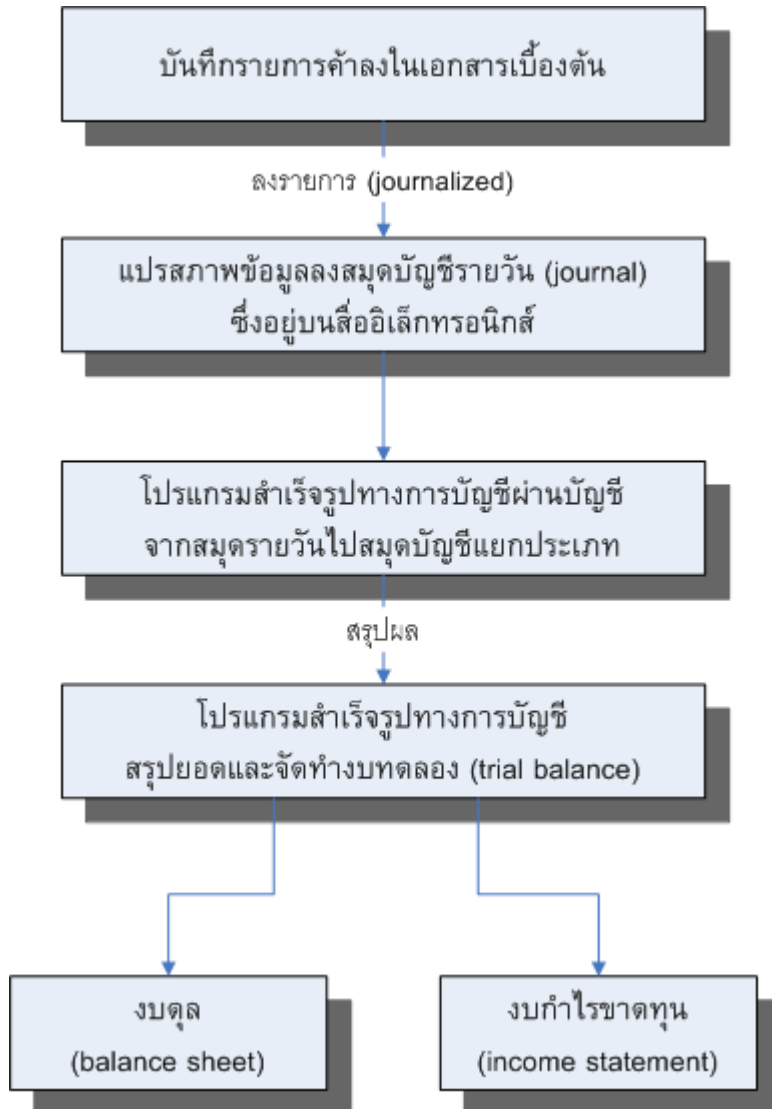 บันทึกรายการค้าลงในเอกสารเบื้องต้น
ลงรายการ (journalized)
แปรสภาพข้อมูลลงสมุดบัญชีรายวัน (journal)
ซึ่งอยู่บนสื่ออิเล็กทรอนิกส์
โปรแกรมสำเร็จรูปทางการบัญชีผ่านบัญชี
จากสมุดรายวันไปสมุดบัญชีแยกประเภท
สรุปผล
โปรแกรมสำเร็จรูปทางการบัญชี
สรุปยอดและจัดทำงบทดลอง (trial balance)
งบดุล
(balance sheet)
งบกำไรขาดทุน
(income statement)